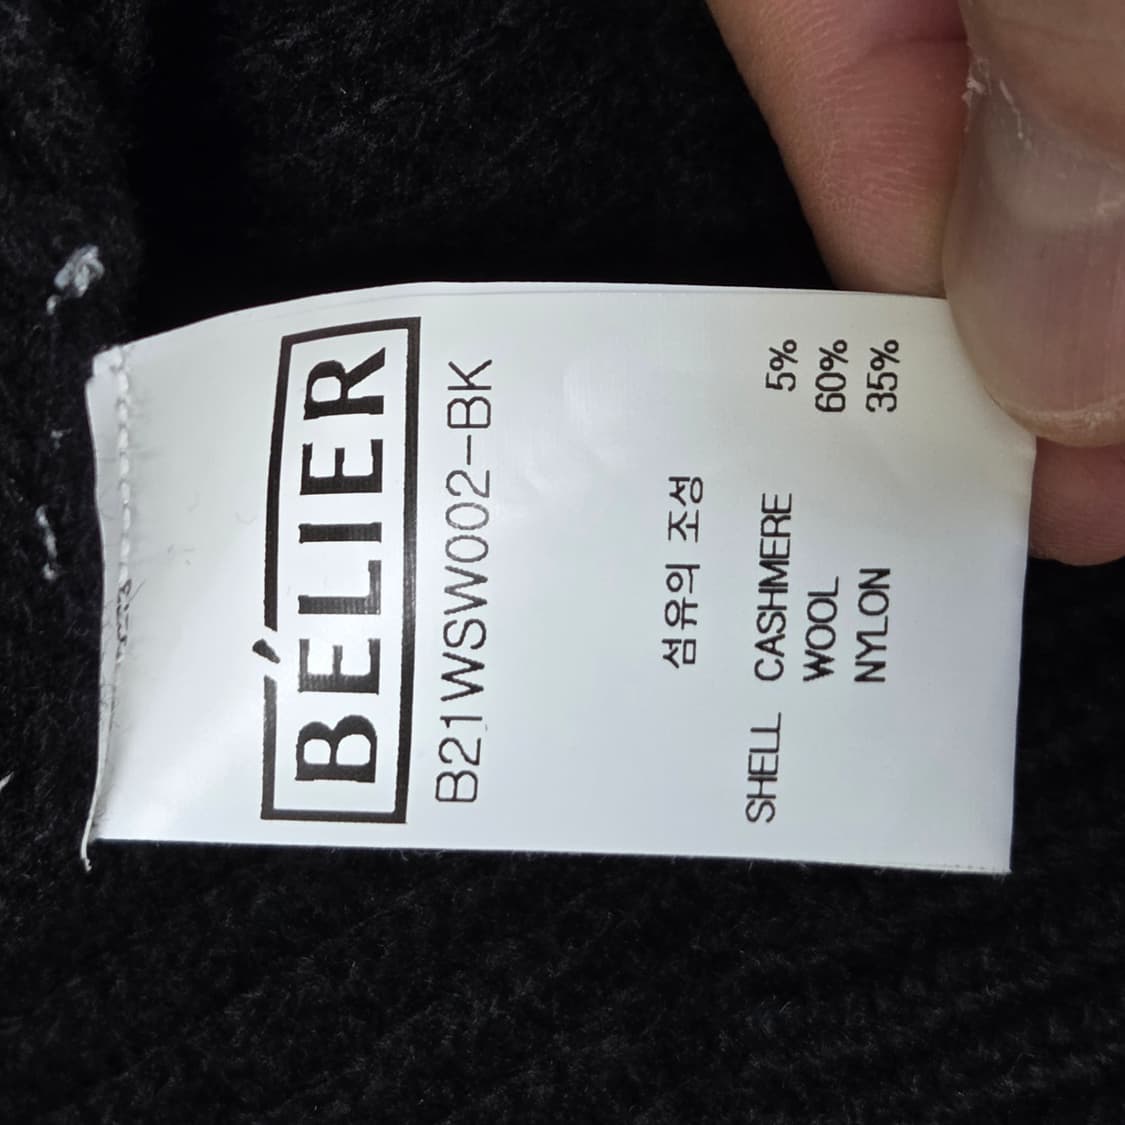 BÉLIER
B21WSW002-BK
섬유의 조성
SHELL CASHMERE 5%
WOOL 60%
NYLON 35%